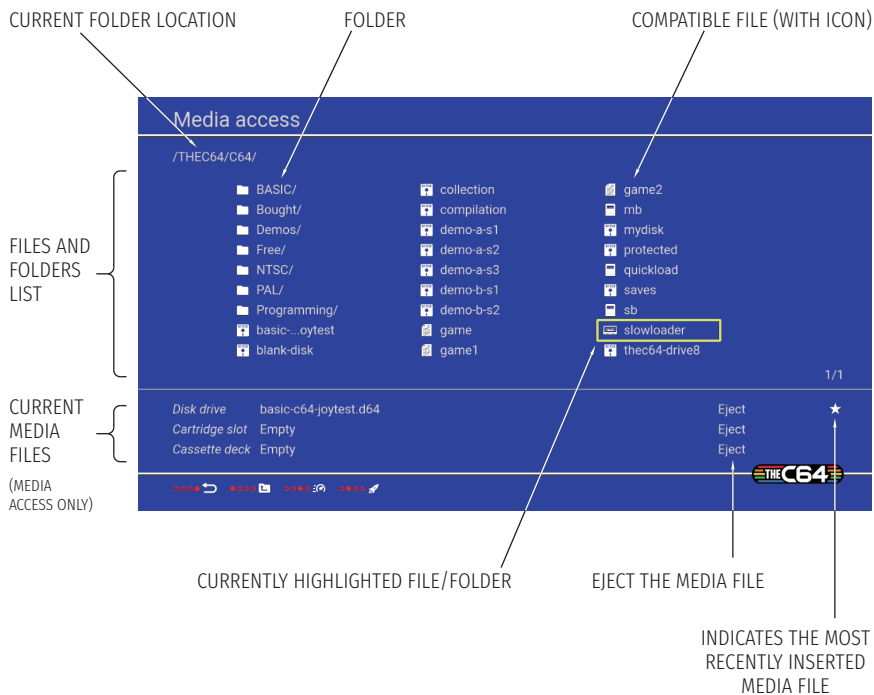 CURRENT FOLDER LOCATION
FOLDER
COMPATIBLE FILE (WITH ICON)
Media access
/THEC64/C64/
FILES AND
FOLDERS
LIST
BASIC/
Bought/
Demos/
Free/
NTSC/
PAL/
Programming/
basic-...oytest
blank-disk
collection
compilation
demo-a-s1
demo-a-s2
demo-a-s3
demo-b-s1
demo-b-s2
game
game1
game2
mb
mydisk
protected
quickload
saves
sb
slowloader
thec64-drive8
1/1
CURRENT
MEDIA
FILES
(MEDIA
ACCESS ONLY)
Disk drive basic-c64-joytest.d64 Eject
Cartridge slot Empty Eject
Cassette deck Empty Eject
THEC64
CURRENTLY HIGHLIGHTED FILE/FOLDER
EJECT THE MEDIA FILE
INDICATES THE MOST
RECENTLY INSERTED
MEDIA FILE